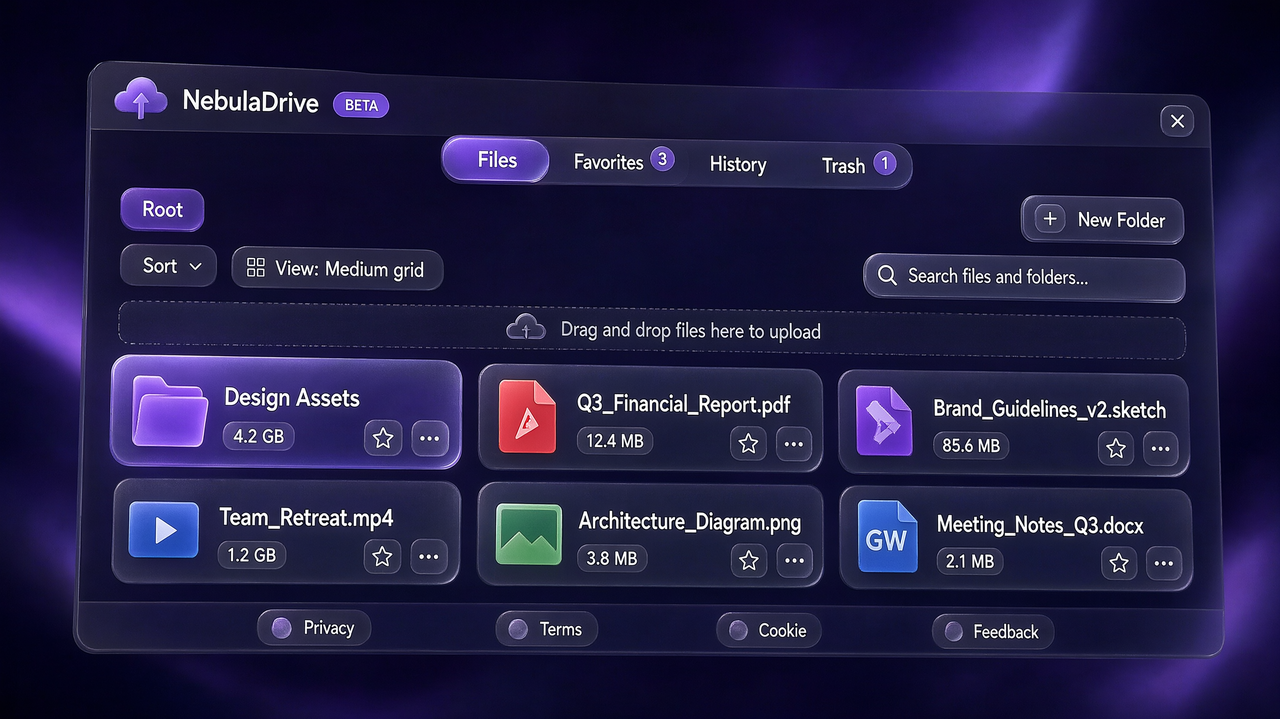 NebulaDrive BETA
Files Favorites 3 History Trash 1
Root
New Folder
Sort View: Medium grid
Search files and folders...
Drag and drop files here to upload
Design Assets
4.2 GB
Q3_Financial_Report.pdf
12.4 MB
Brand_Guidelines_v2.sketch
85.6 MB
Team_Retreat.mp4
1.2 GB
Architecture_Diagram.png
3.8 MB
GW
Meeting_Notes_Q3.docx
2.1 MB
Privacy Terms Cookie Feedback